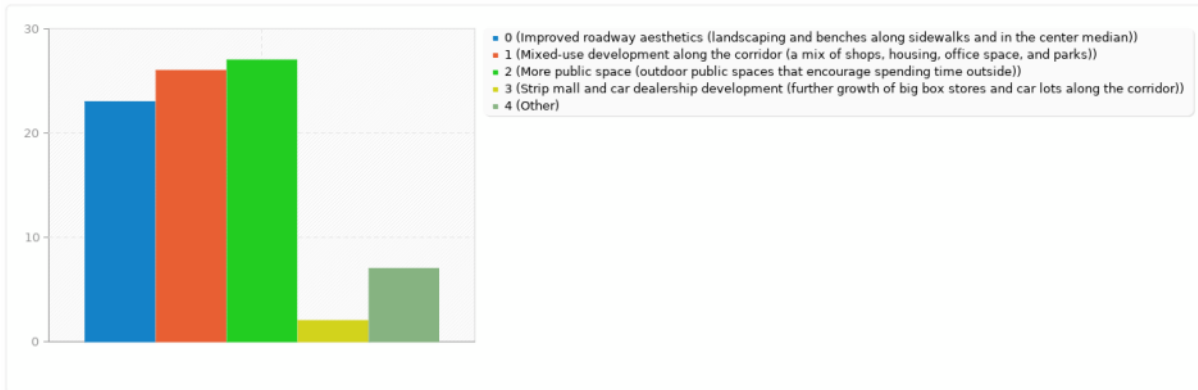 30
20
10
0
0 (Improved roadway aesthetics (landscaping and benches along sidewalks and in the center median))
1 (Mixed-use development along the corridor (a mix of shops, housing, office space, and parks))
2 (More public space (outdoor public spaces that encourage spending time outside))
3 (Strip mall and car dealership development (further growth of big box stores and car lots along the corridor))
4 (Other)